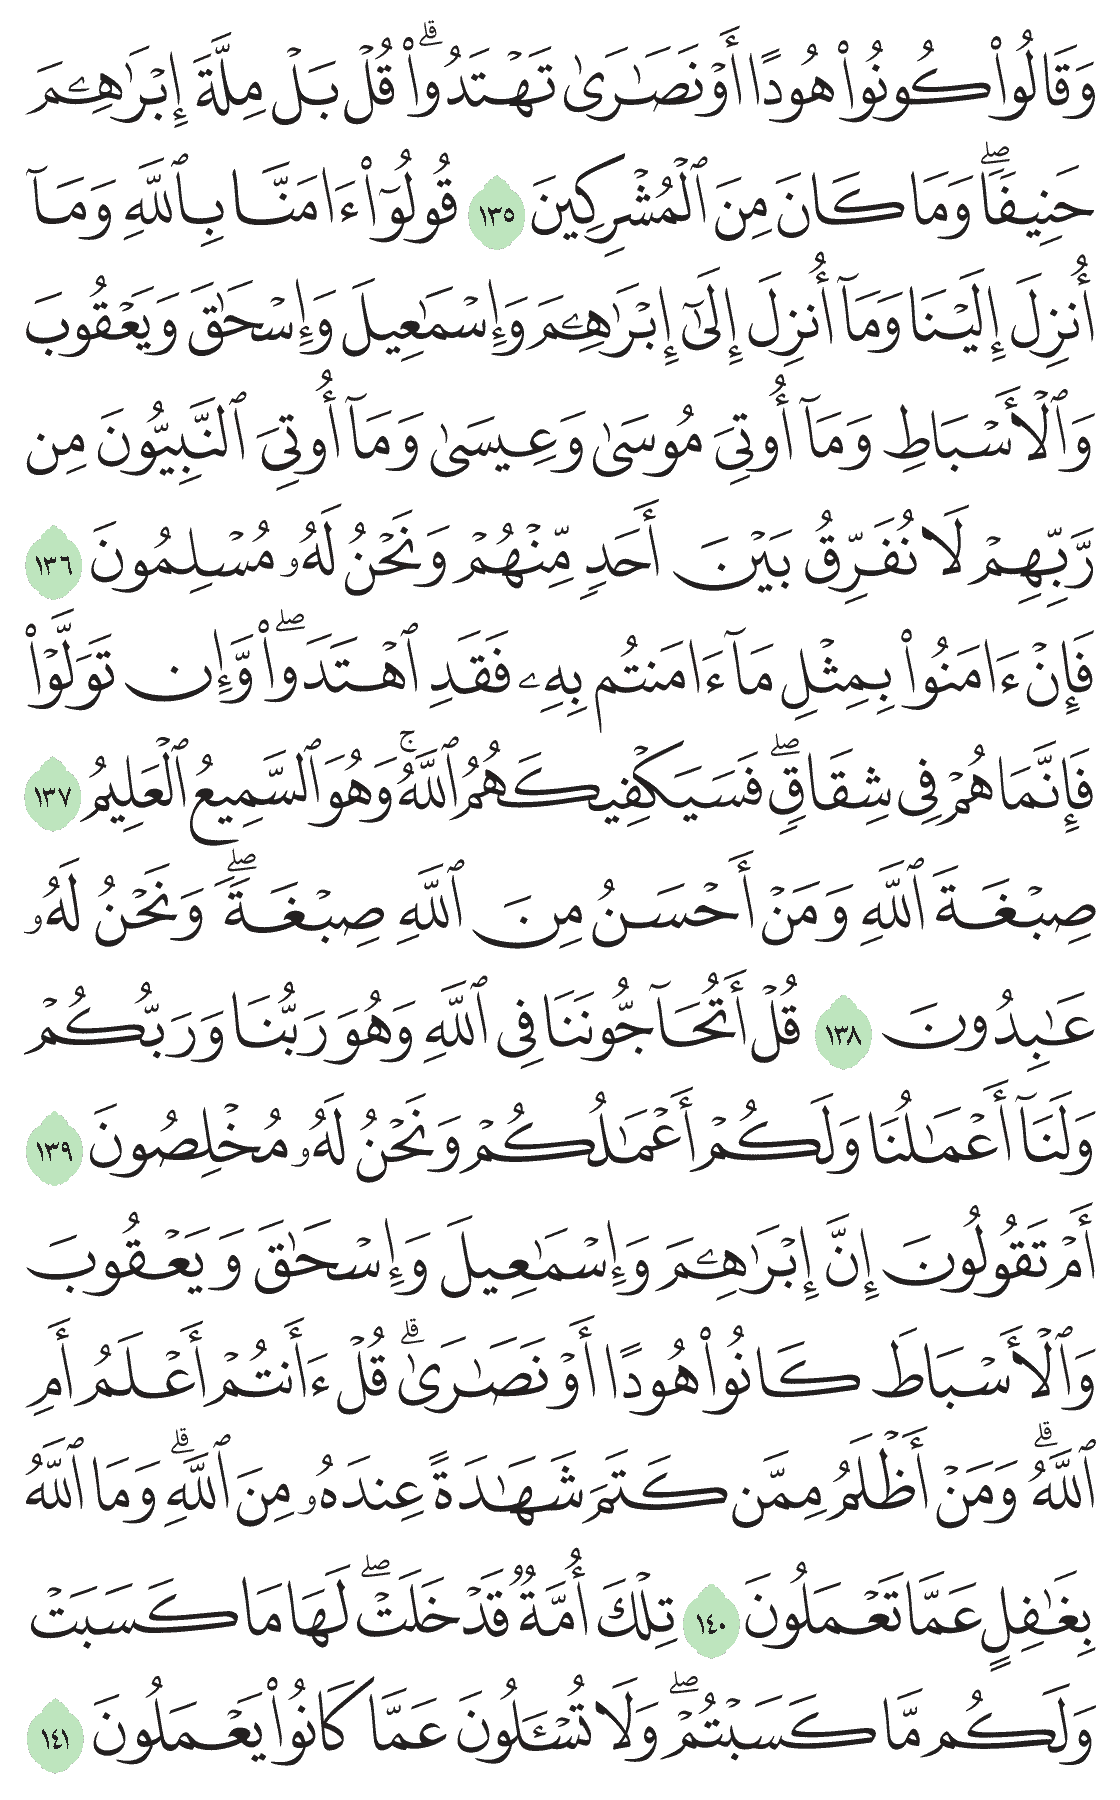 وَقَالُوا۟ كُونُوا۟ هُودًا أَوْ نَصَـٰرَىٰ تَهْتَدُوا۟ ۗ قُلْ بَلْ مِلَّةَ إِبْرَٰهِـۧمَ
حَنِيفًا ۖ وَمَا كَانَ مِنَ ٱلْمُشْرِكِينَ ١٣٥ قُولُوٓا۟ ءَامَنَّا بِٱللَّهِ وَمَآ
أُنزِلَ إِلَيْنَا وَمَآ أُنزِلَ إِلَىٰٓ إِبْرَٰهِـۧمَ وَإِسْمَـٰعِيلَ وَإِسْحَـٰقَ وَيَعْقُوبَ
وَٱلْأَسْبَاطِ وَمَآ أُوتِىَ مُوسَىٰ وَعِيسَىٰ وَمَآ أُوتِىَ ٱلنَّبِيُّونَ مِن
رَّبِّهِمْ لَا نُفَرِّقُ بَيْنَ أَحَدٍ مِّنْهُمْ وَنَحْنُ لَهُۥ مُسْلِمُونَ ١٣٦
فَإِنْ ءَامَنُوا۟ بِمِثْلِ مَآ ءَامَنتُم بِهِۦ فَقَدِ ٱهْتَدَوا۟ ۖ وَّإِن تَوَلَّوْا۟
فَإِنَّمَا هُمْ فِى شِقَاقٍ ۖ فَسَيَكْفِيكَهُمُ ٱللَّهُ ۚ وَهُوَ ٱلسَّمِيعُ ٱلْعَلِيمُ ١٣٧
صِبْغَةَ ٱللَّهِ وَمَنْ أَحْسَنُ مِنَ ٱللَّهِ صِبْغَةً ۖ وَنَحْنُ لَهُۥ
عَـٰبِدُونَ ١٣٨ قُلْ أَتُحَآجُّونَنَا فِى ٱللَّهِ وَهُوَ رَبُّنَا وَرَبُّكُمْ
وَلَنَآ أَعْمَـٰلُنَا وَلَكُمْ أَعْمَـٰلُكُمْ وَنَحْنُ لَهُۥ مُخْلِصُونَ ١٣٩
أَمْ تَقُولُونَ إِنَّ إِبْرَٰهِـۧمَ وَإِسْمَـٰعِيلَ وَإِسْحَـٰقَ وَيَعْقُوبَ
وَٱلْأَسْبَاطَ كَانُوا۟ هُودًا أَوْ نَصَـٰرَىٰ ۗ قُلْ ءَأَنتُمْ أَعْلَمُ أَمِ
ٱللَّهُ ۗ وَمَنْ أَظْلَمُ مِمَّن كَتَمَ شَهَـٰدَةً عِندَهُۥ مِنَ ٱللَّهِ ۗ وَمَا ٱللَّهُ
بِغَـٰفِلٍ عَمَّا تَعْمَلُونَ ١٤٠ تِلْكَ أُمَّةٌ قَدْ خَلَتْ ۖ لَهَا مَا كَسَبَتْ
وَلَكُم مَّا كَسَبْتُمْ ۖ وَلَا تُسْـَٔلُونَ عَمَّا كَانُوا۟ يَعْمَلُونَ ١٤١